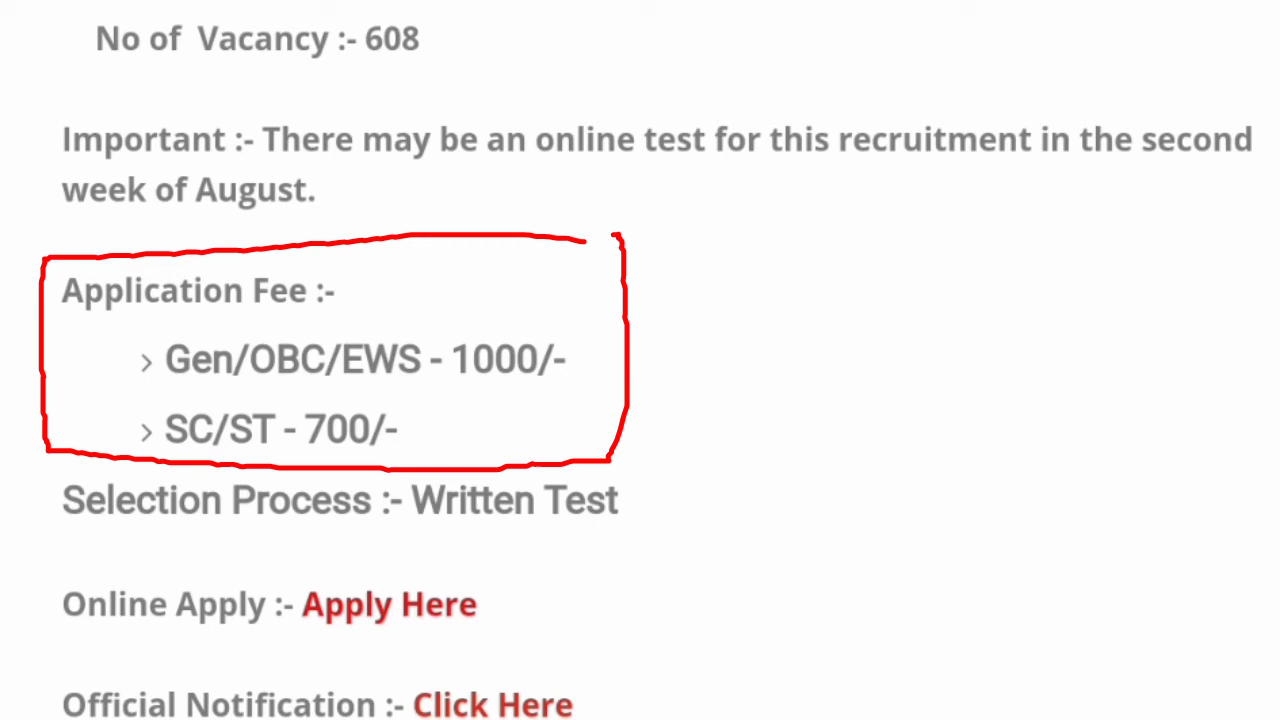 No of Vacancy :- 608
Important :- There may be an online test for this recruitment in the second
week of August.
Application Fee :-
> Gen/OBC/EWS - 1000/-
> SC/ST - 700/-
Selection Process :- Written Test
Online Apply :- Apply Here
Official Notification :- Click Here